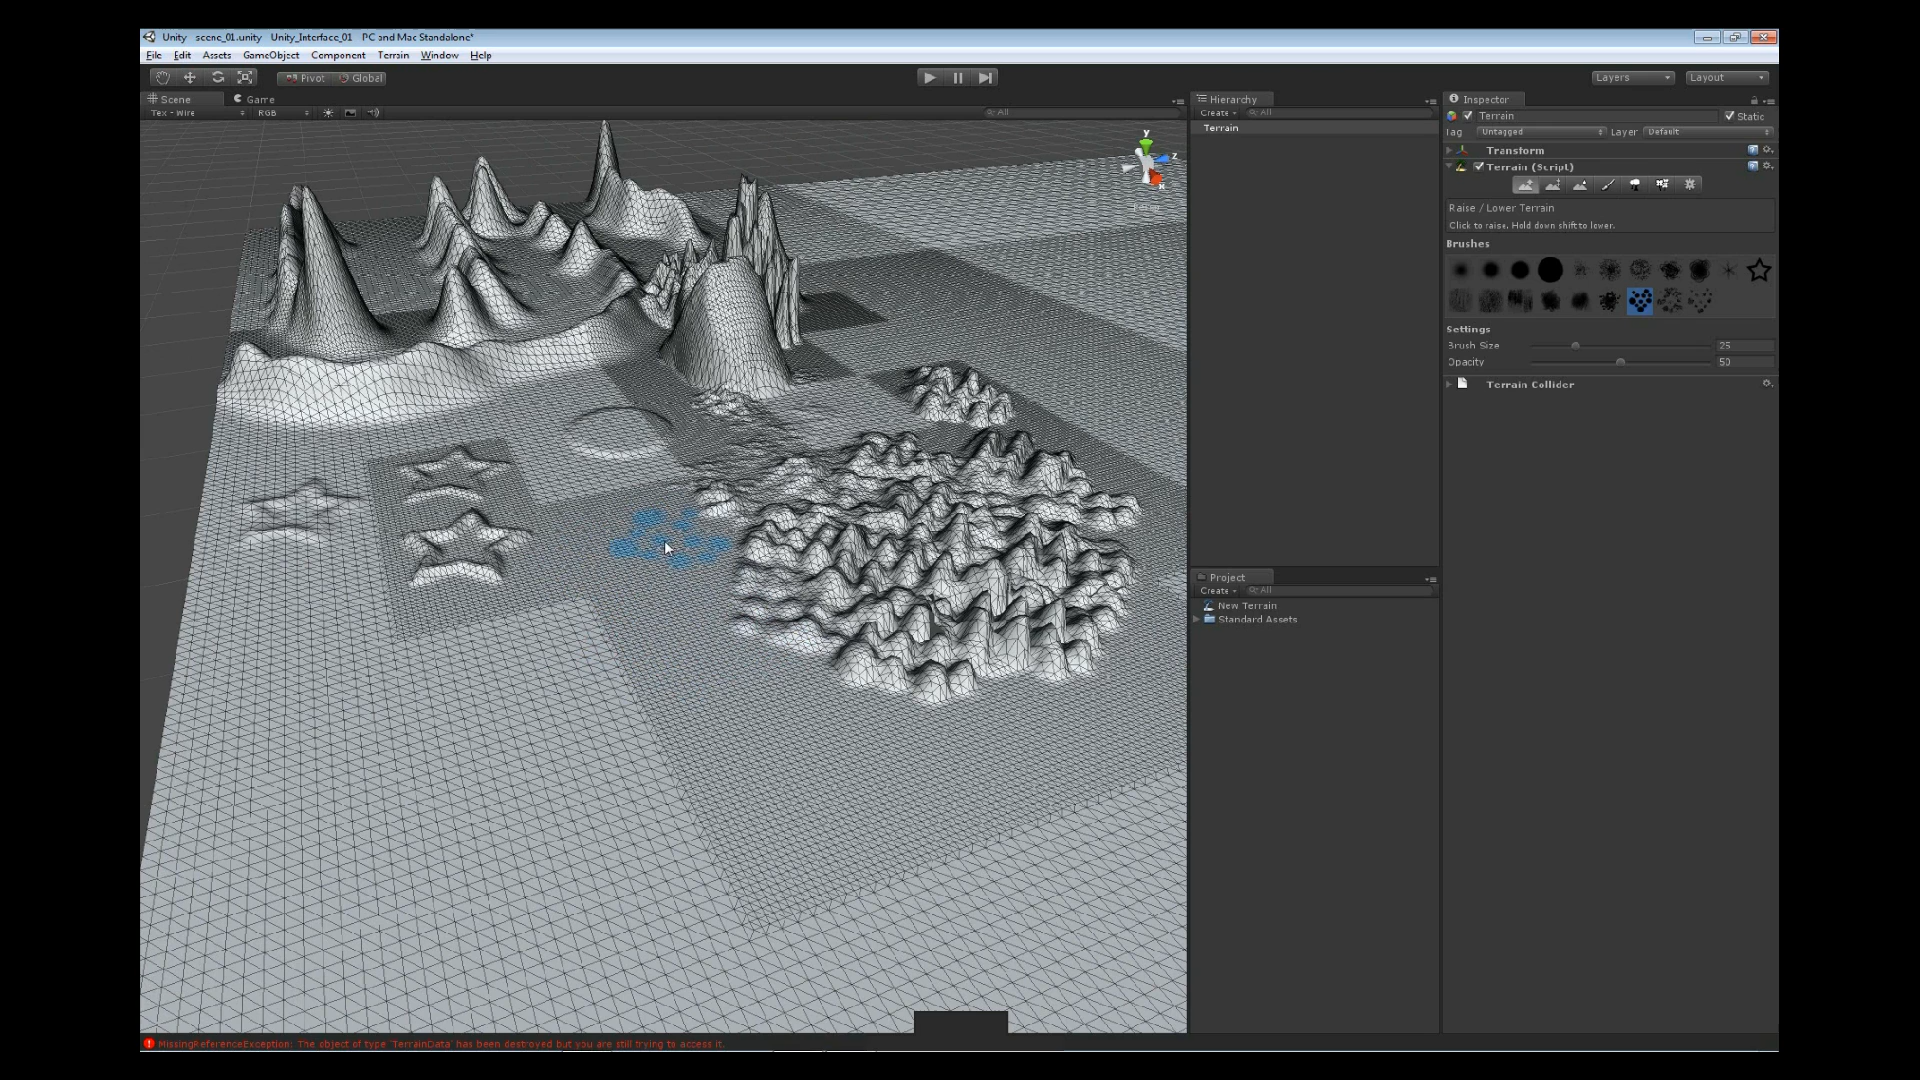 Unity   scene_01.unity   Unity_Interface_01   PC and Mac Standalone*
File Edit Assets GameObject Component Terrain Window Help
Pivot Global Layers Layout
Scene Game
Tex - Wire RGB All
y
z
x
Persp
Hierarchy
Create All
Terrain
Project
Create All
New Terrain
Standard Assets
Inspector
Terrain Static
Tag Untagged Layer Default
Transform
Terrain (Script)
Raise / Lower Terrain
Click to raise. Hold down shift to lower.
Brushes
Settings
Brush Size 25
Opacity 50
Terrain Collider
MissingReferenceException: The object of type 'TerrainData' has been destroyed but you are still trying to access it.